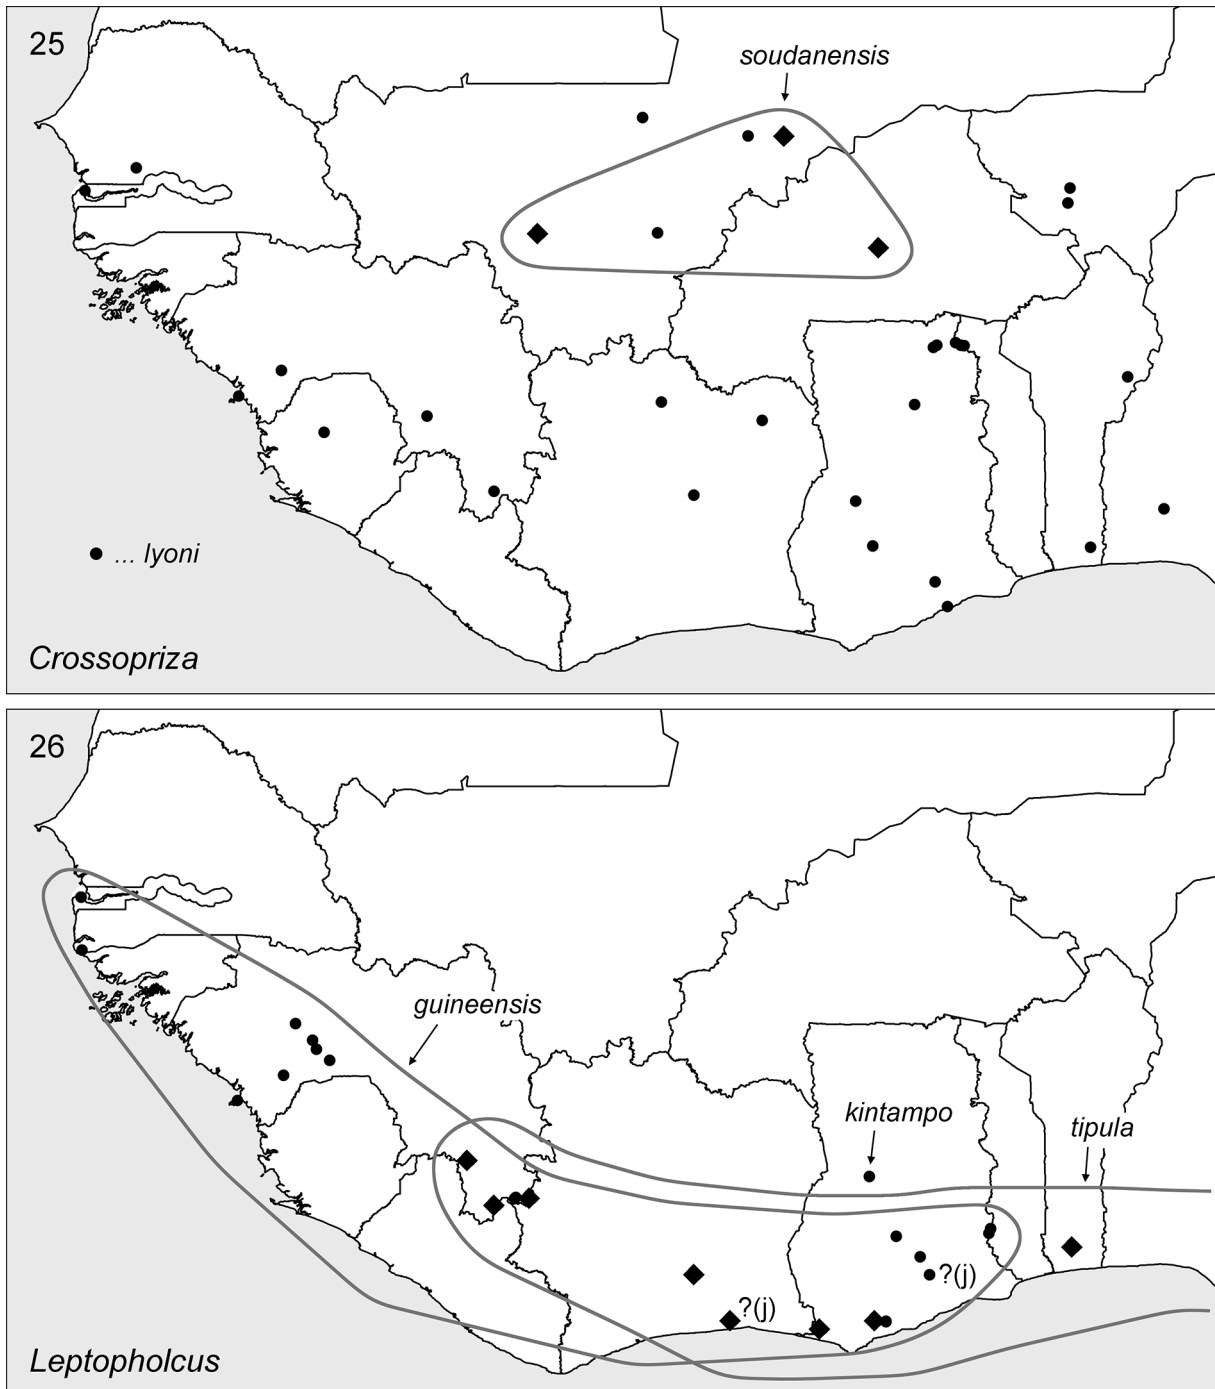 25
soudanensis
... lyoni
Crossopriza
26
guineensis
kintampo
tipula
?(j)
?(j)
Leptopholcus